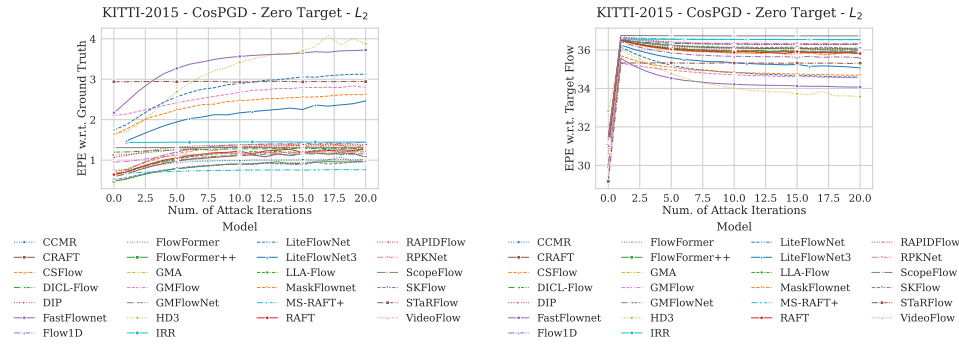 KITTI-2015 - CosPGD - Zero Target - L2
EPE w.r.t. Ground Truth
4
3
2
1
0.0 2.5 5.0 7.5 10.0 12.5 15.0 17.5 20.0
Num. of Attack Iterations
Model
CCMR FlowFormer LiteFlowNet RAPIDFlow
CRAFT FlowFormer++ LiteFlowNet3 RPKNet
CSFlow GMA LLA-Flow ScopeFlow
DICL-Flow GMFlow MaskFlownet SKFlow
DIP GMFlowNet MS-RAFT+ STaRFlow
FastFlownet HD3 RAFT VideoFlow
Flow1D IRR
KITTI-2015 - CosPGD - Zero Target - L2
EPE w.r.t. Target Flow
36
34
32
30
0.0 2.5 5.0 7.5 10.0 12.5 15.0 17.5 20.0
Num. of Attack Iterations
Model
CCMR FlowFormer LiteFlowNet RAPIDFlow
CRAFT FlowFormer++ LiteFlowNet3 RPKNet
CSFlow GMA LLA-Flow ScopeFlow
DICL-Flow GMFlow MaskFlownet SKFlow
DIP GMFlowNet MS-RAFT+ STaRFlow
FastFlownet HD3 RAFT VideoFlow
Flow1D IRR